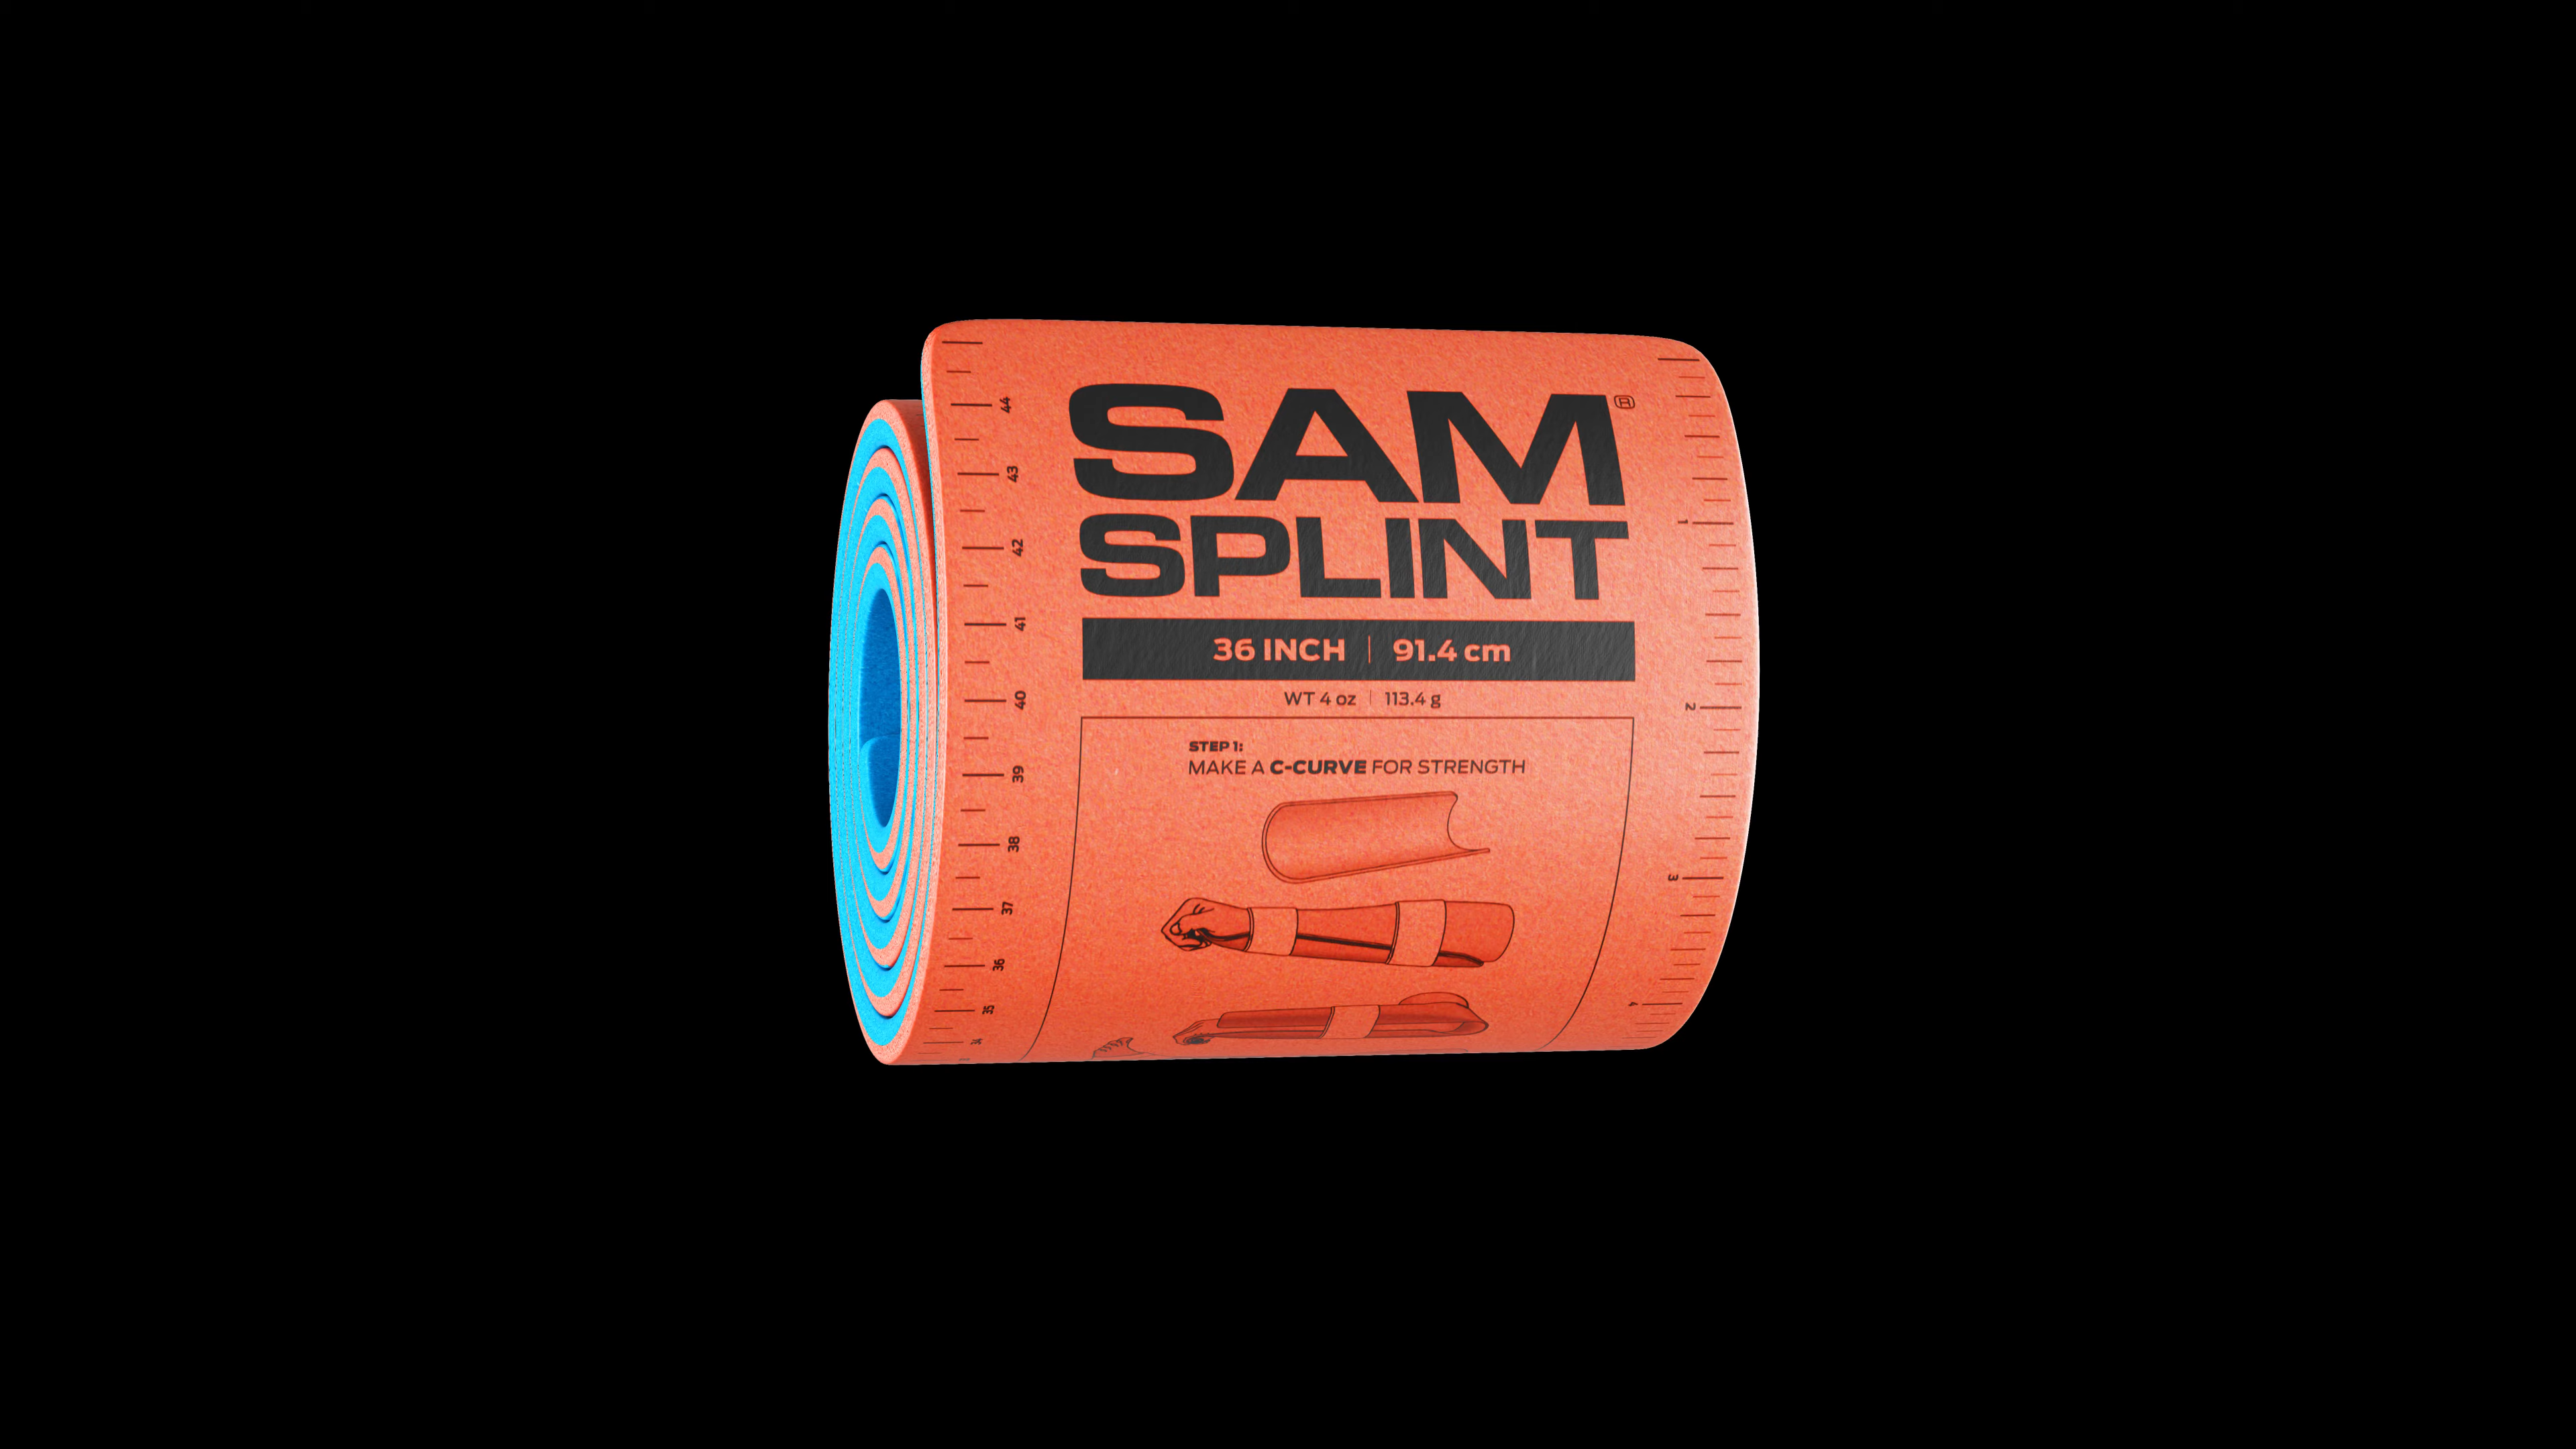 SAM®
SPLINT
36 INCH | 91.4 cm
WT 4 oz | 113.4 g
STEP 1:
MAKE A C-CURVE FOR STRENGTH
44
43
42
41
40
39
38
37
36
35
1
2
3
4